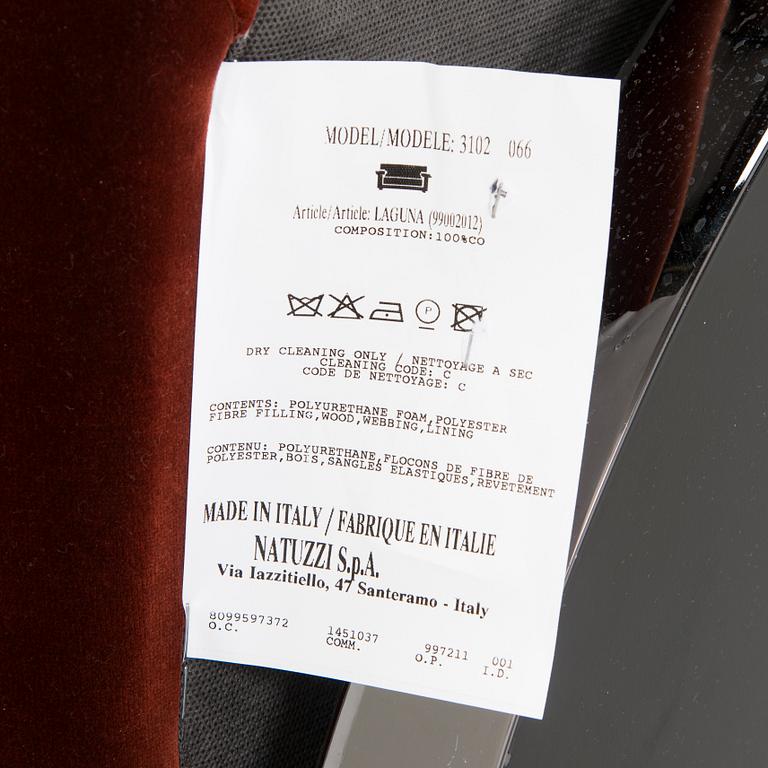 MODEL/MODELE: 3102 066
Article/Article: LAGUNA (99002012)
COMPOSITION:100%CO
P
DRY CLEANING ONLY / NETTOYAGE A SEC
CLEANING CODE: C
CODE DE NETTOYAGE: C
CONTENTS: POLYURETHANE FOAM,POLYESTER
FIBRE FILLING,WOOD,WEBBING,LINING
CONTENU: POLYURETHANE,FLOCONS DE FIBRE DE
POLYESTER,BOIS,SANGLES ELASTIQUES,REVETEMENT
MADE IN ITALY / FABRIQUE EN ITALIE
NATUZZI S.p.A.
Via Iazzitiello, 47 Santeramo - Italy
8099597372 1451037 997211 001
O.C. COMM. O.P. I.D.